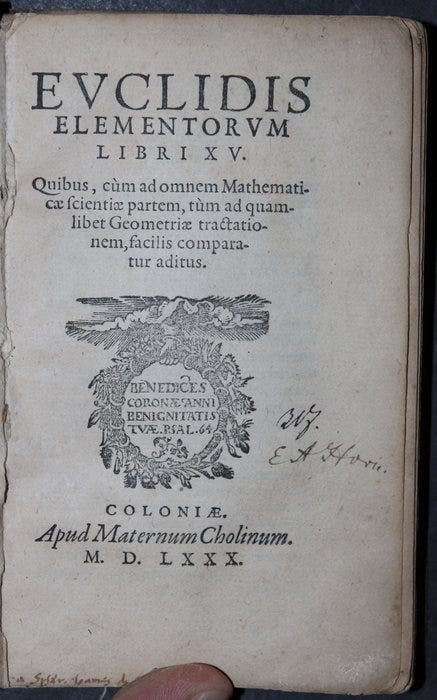 EVCLIDIS
ELEMENTORVM
LIBRI XV.
Quibus, cùm ad omnem Mathemati-
cæ ſcientiæ partem, tùm ad quam-
libet Geometriæ tractatio-
nem, facilis compara-
tur aditus.
BENEDICES
CORONÆ ANNI
BENIGNITATIS
TVÆ. PSAL. 64
E A Horn.
COLONIÆ.
Apud Maternum Cholinum.
M. D. LXXX.